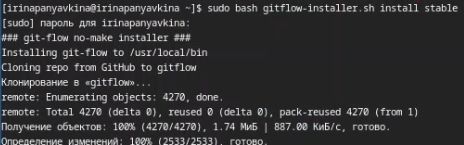 [irinapanyavkina@irinapanyavkina ~]$ sudo bash gitflow-installer.sh install stable
[sudo] пароль для irinapanyavkina:
### git-flow no-make installer ###
Installing git-flow to /usr/local/bin
Cloning repo from GitHub to gitflow
Клонирование в «gitflow»...
remote: Enumerating objects: 4270, done.
remote: Total 4270 (delta 0), reused 0 (delta 0), pack-reused 4270 (from 1)
Получение объектов: 100% (4270/4270), 1.74 МиБ | 887.00 КиБ/с, готово.
Определение изменений: 100% (2533/2533), готово.